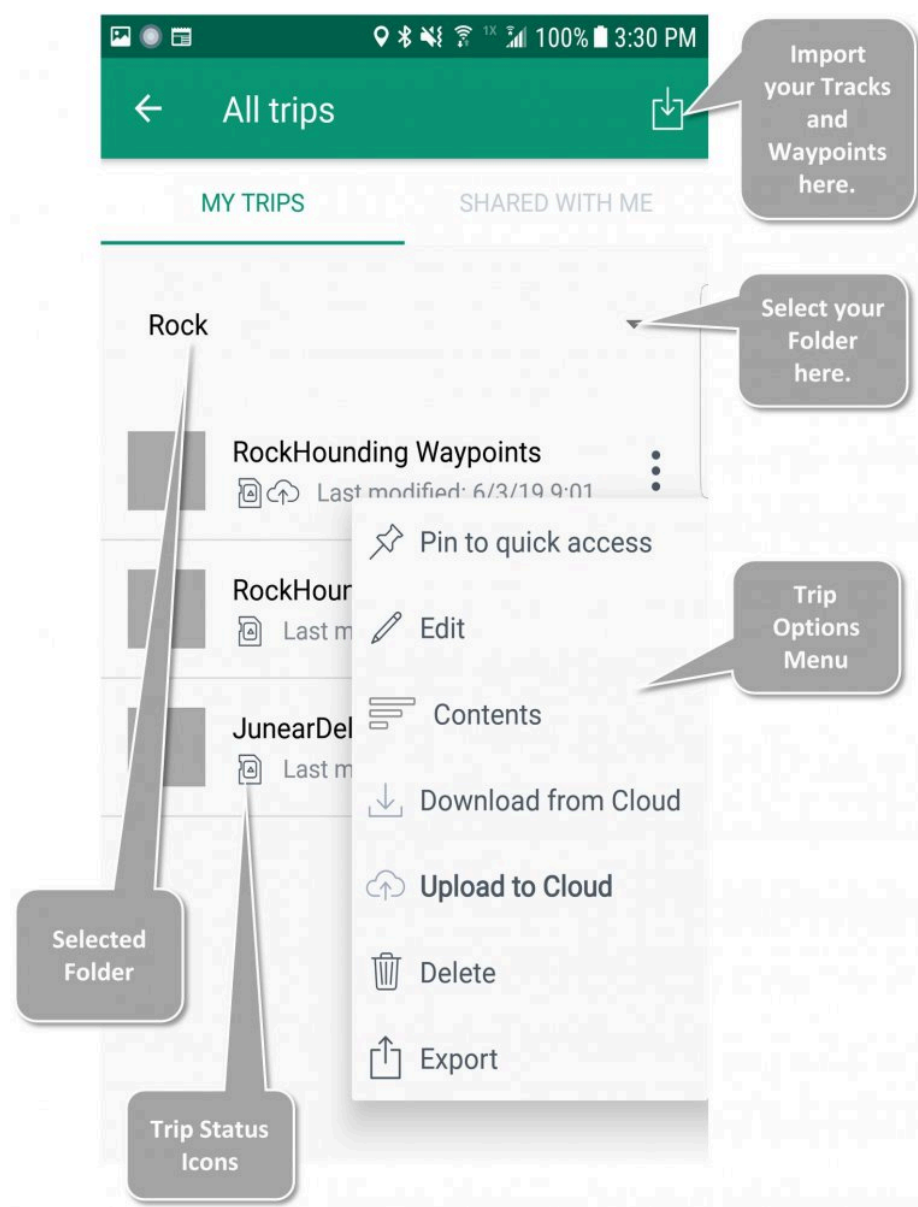 1X 100% 3:30 PM
All trips
Import
your Tracks
and
Waypoints
here.
MY TRIPS
SHARED WITH ME
Rock
Select your
Folder
here.
RockHounding Waypoints
Last modified: 6/3/19 9:01
Pin to quick access
RockHoun
Last m
Edit
Trip
Options
Menu
Contents
JunearDel
Last m
Download from Cloud
Upload to Cloud
Selected
Folder
Delete
Export
Trip Status
Icons